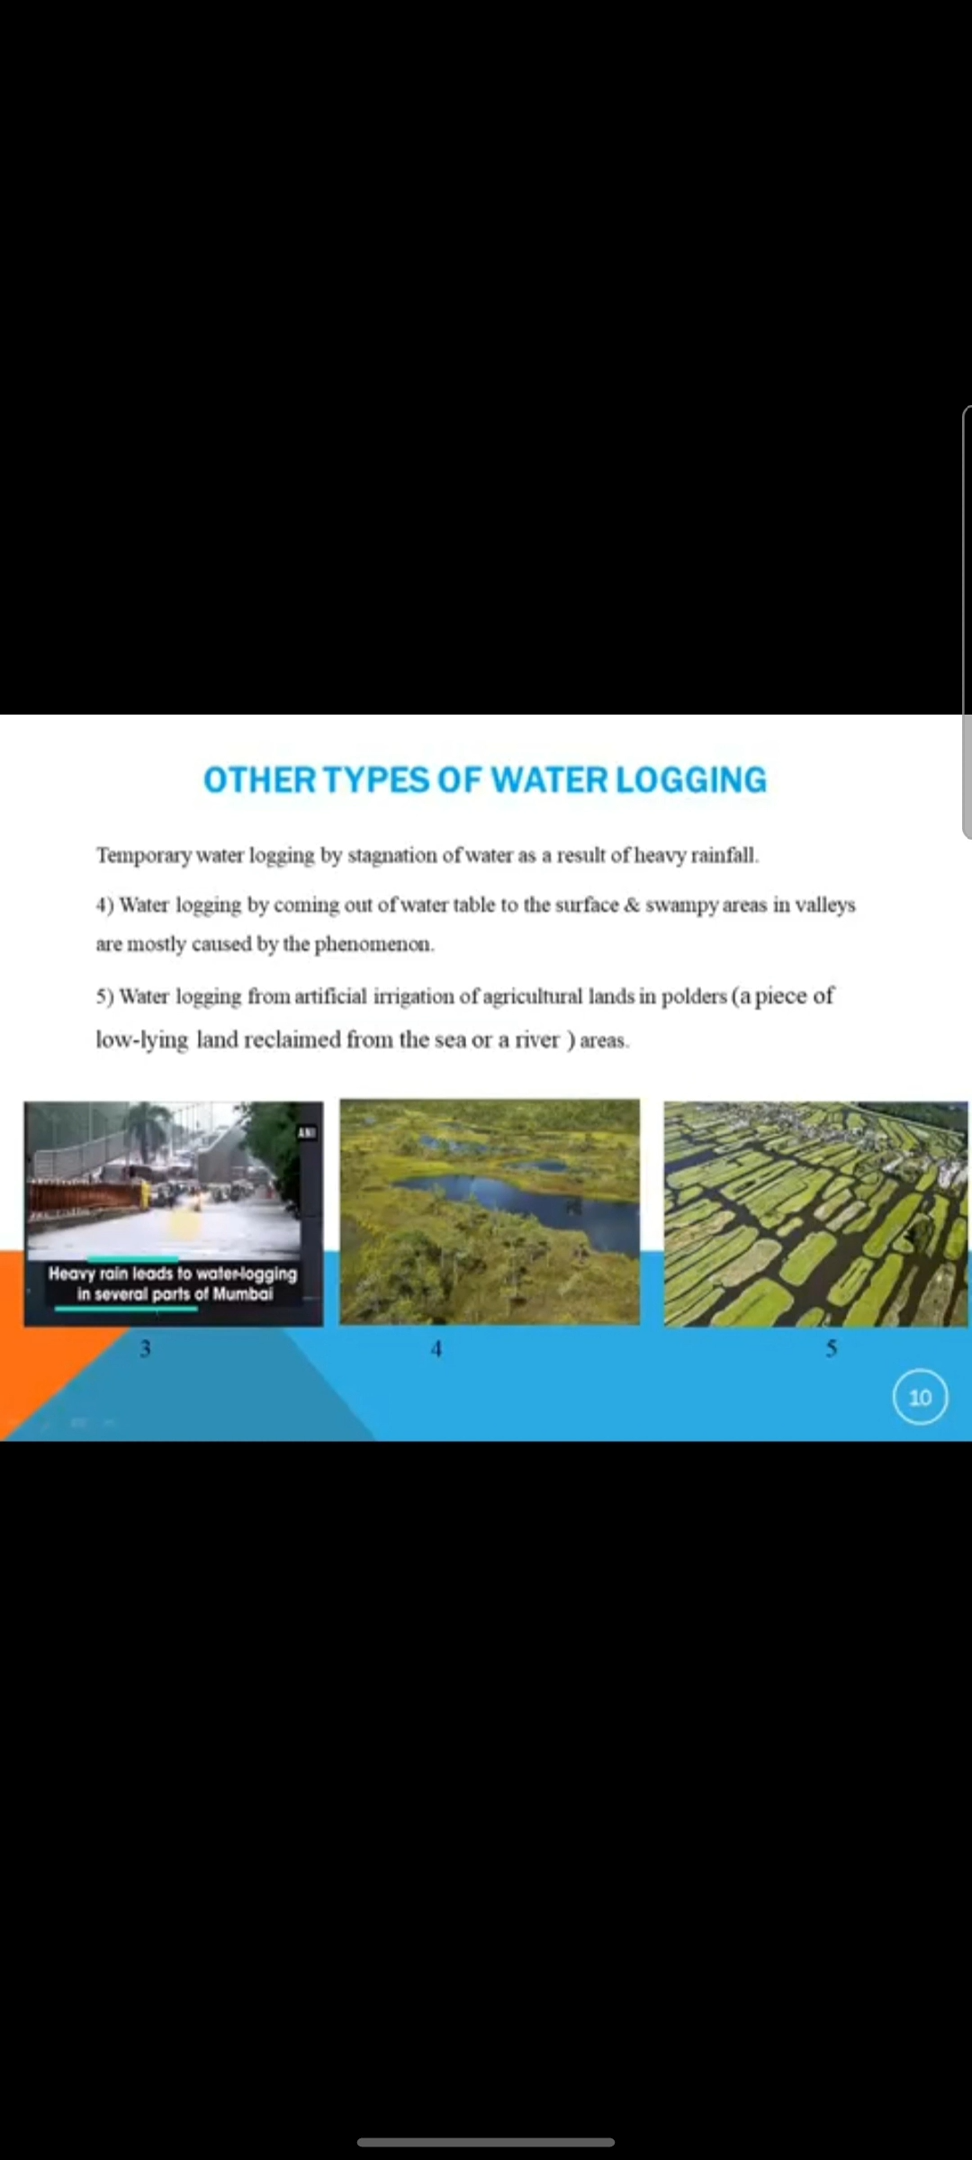 OTHER TYPES OF WATER LOGGING
Temporary water logging by stagnation of water as a result of heavy rainfall.
4) Water logging by coming out of water table to the surface & swampy areas in valleys
are mostly caused by the phenomenon.
5) Water logging from artificial irrigation of agricultural lands in polders (a piece of
low-lying land reclaimed from the sea or a river ) areas.
ANI
Heavy rain leads to water-logging
in several parts of Mumbai
3
4
5
10